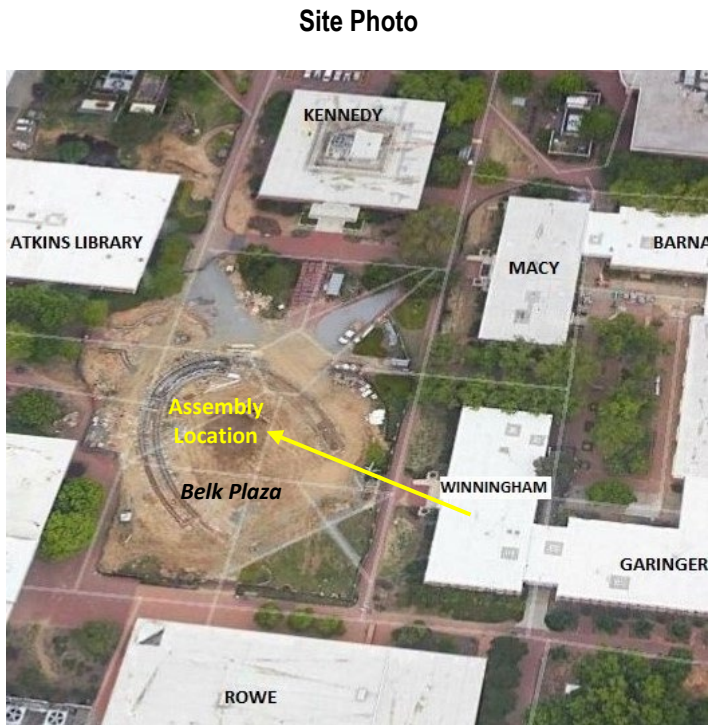 Site Photo
KENNEDY
ATKINS LIBRARY
MACY
BARNA
Assembly
Location
Belk Plaza
WINNINGHAM
GARINGER
ROWE